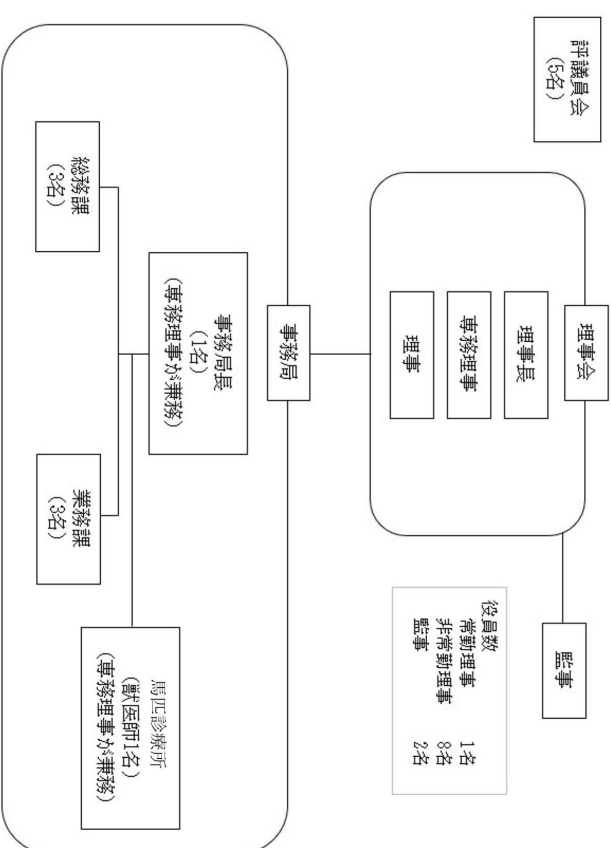 評議員会
(5名)
理事会
理事長
専務理事
理事
監事
役員数
常勤理事 1名
非常勤理事 8名
監事 2名
事務局
事務局長
(1名)
(専務理事が兼務)
総務課
(3名)
業務課
(3名)
馬匹診療所
(獣医師1名)
(専務理事が兼務)